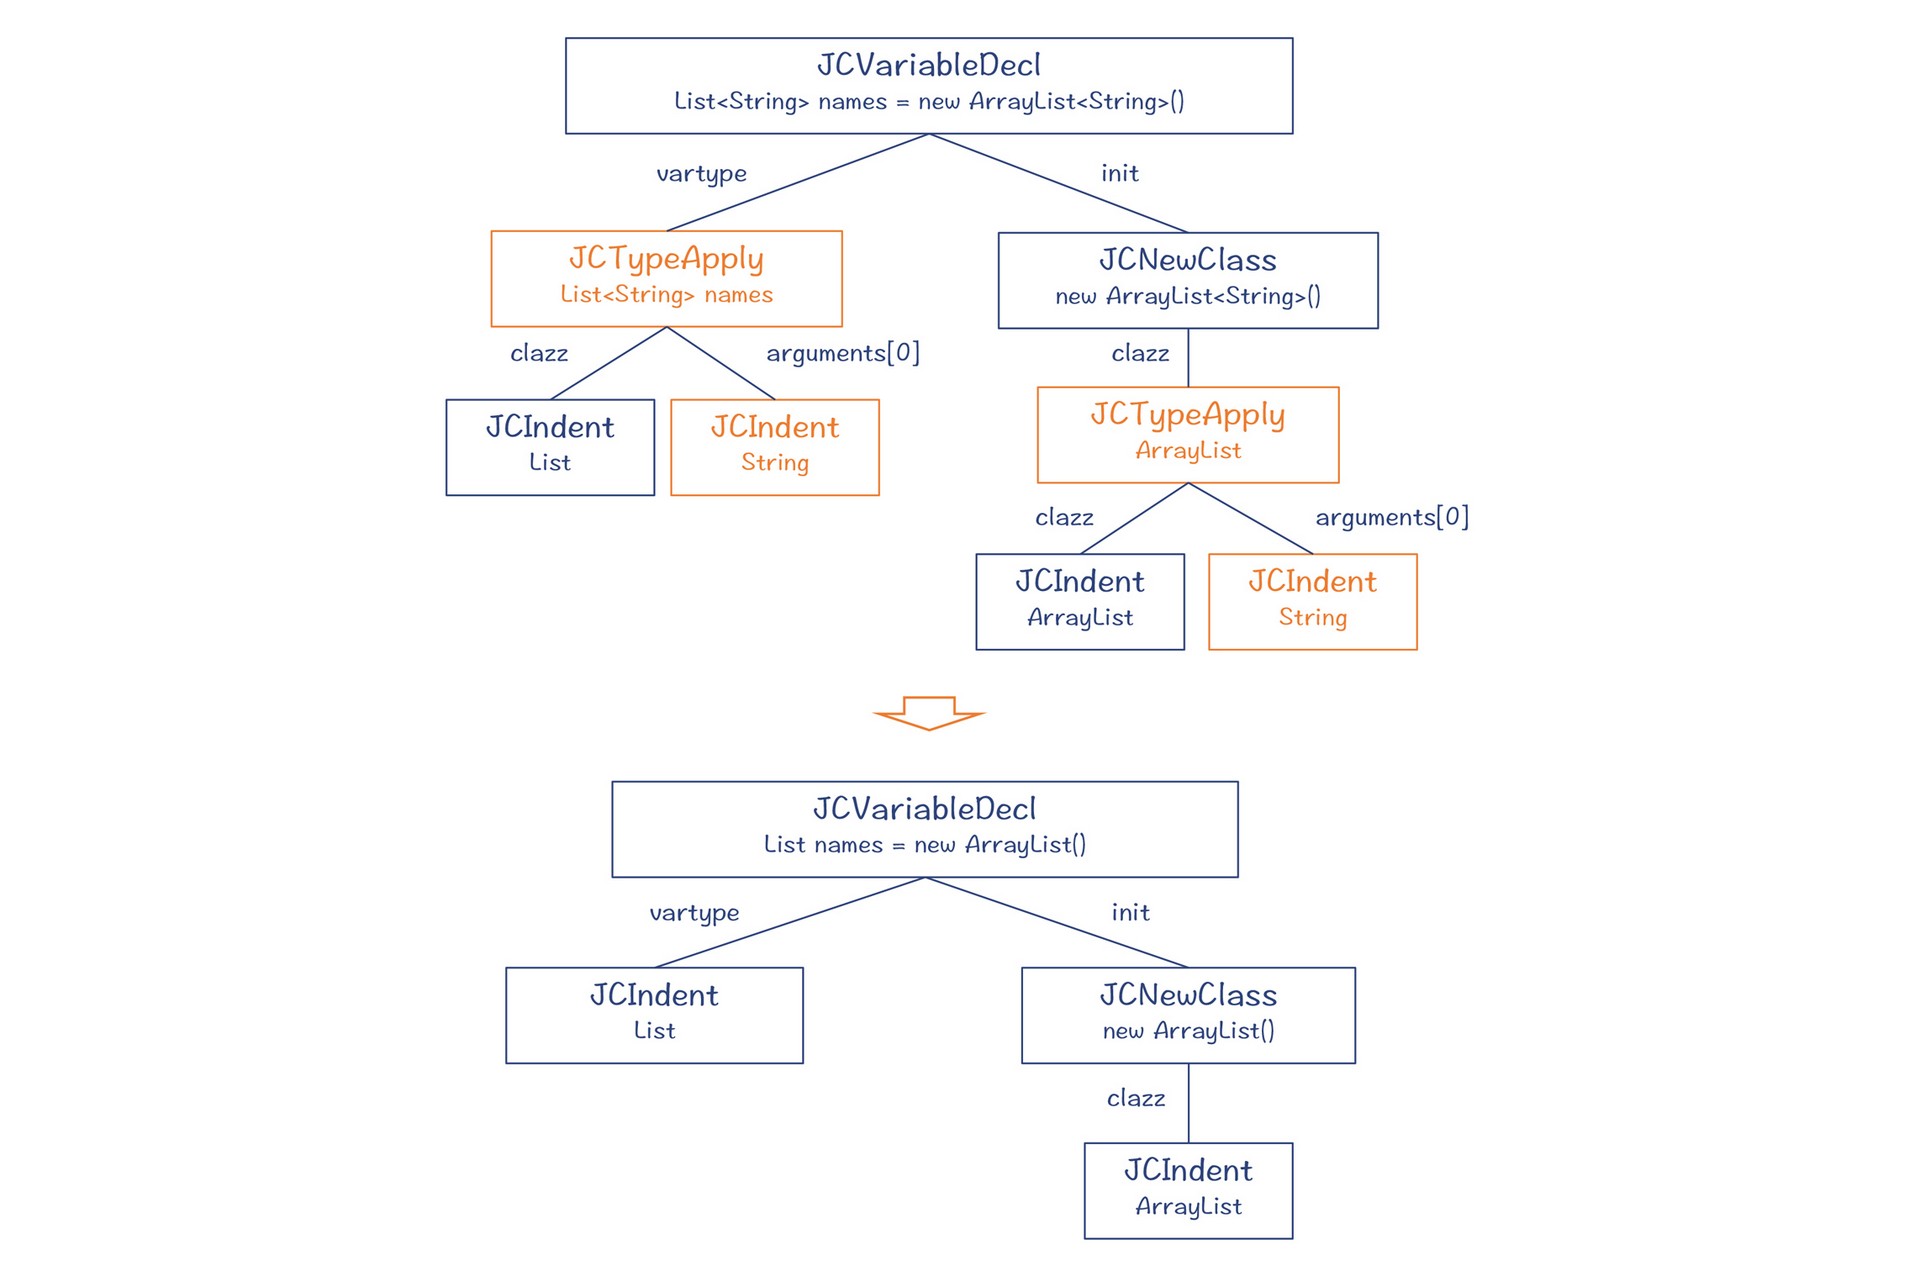 JCVariableDecl
List<String> names = new ArrayList<String>()
vartype
init
JCTypeApply
List<String> names
JCNewClass
new ArrayList<String>()
clazz
arguments[0]
clazz
JCIndent
List
JCIndent
String
JCTypeApply
ArrayList
clazz
arguments[0]
JCIndent
ArrayList
JCIndent
String
JCVariableDecl
List names = new ArrayList()
vartype
init
JCIndent
List
JCNewClass
new ArrayList()
clazz
JCIndent
ArrayList